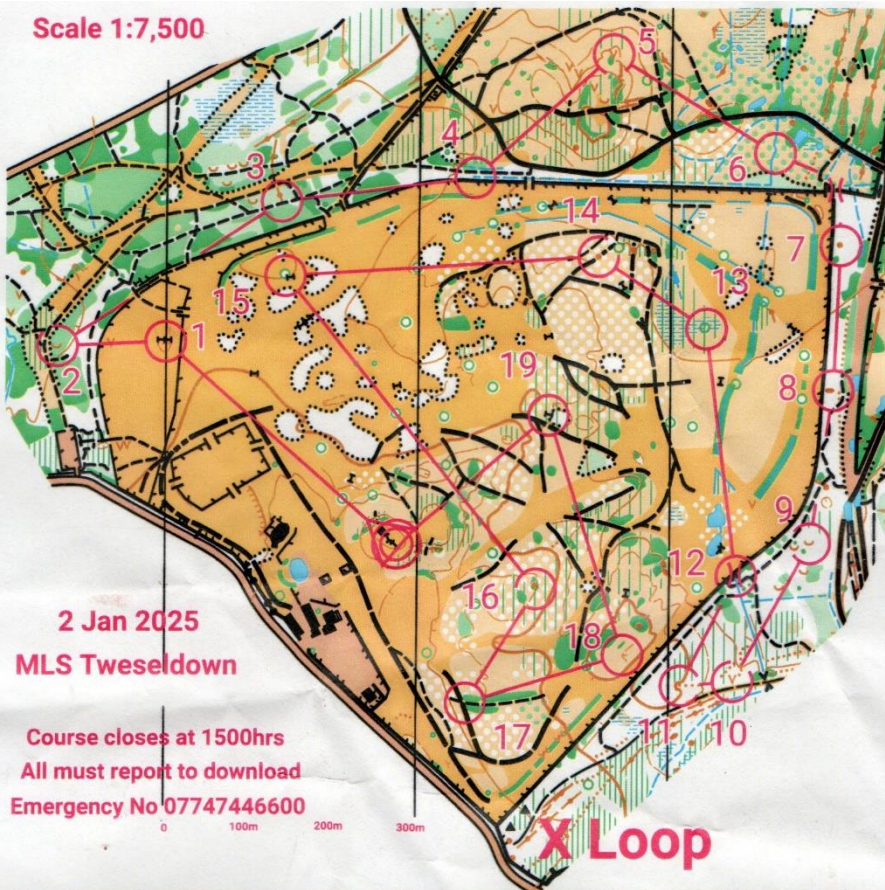 Scale 1:7,500
5
4
3
6
14
7
15
13
1
19
2
8
9
12
16
2 Jan 2025
18
MLS Tweseldown
17
11
10
Course closes at 1500hrs
All must report to download
Emergency No 07747446600
0 100m 200m 300m
X Loop